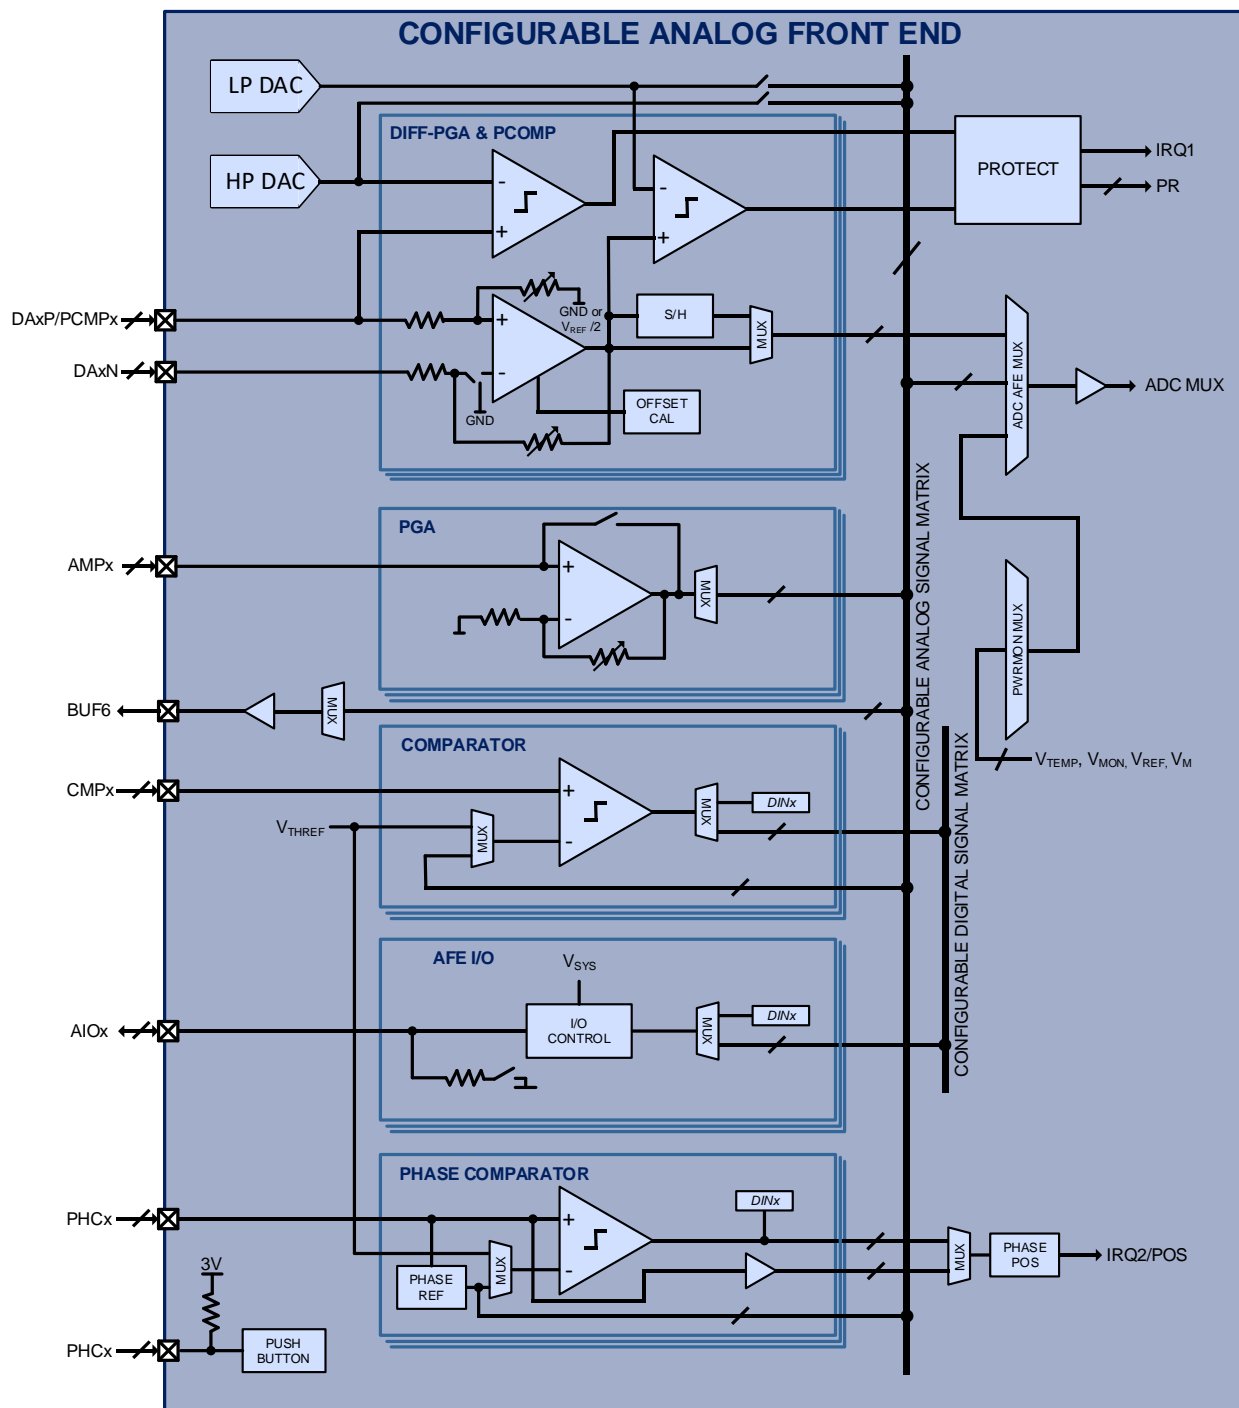 CONFIGURABLE ANALOG FRONT END
LP DAC
HP DAC
DIFF-PGA & PCOMP
-
+
-
+
PROTECT
IRQ1
PR
DAxP/PCMPx
DAxN
+
-
GND or
VREF /2
GND
S/H
MUX
OFFSET
CAL
ADC AFE MUX
ADC MUX
CONFIGURABLE ANALOG SIGNAL MATRIX
PGA
AMPx
+
-
MUX
PWRMON MUX
VTEMP, VMON, VREF, VM
BUF6
MUX
COMPARATOR
CMPx
VTHREF
MUX
+
-
MUX
DINx
CONFIGURABLE DIGITAL SIGNAL MATRIX
AFE I/O
VSYS
AIOx
I/O
CONTROL
MUX
DINx
PHASE COMPARATOR
PHCx
PHASE
REF
MUX
+
-
DINx
MUX
PHASE
POS
IRQ2/POS
3V
PHCx
PUSH
BUTTON